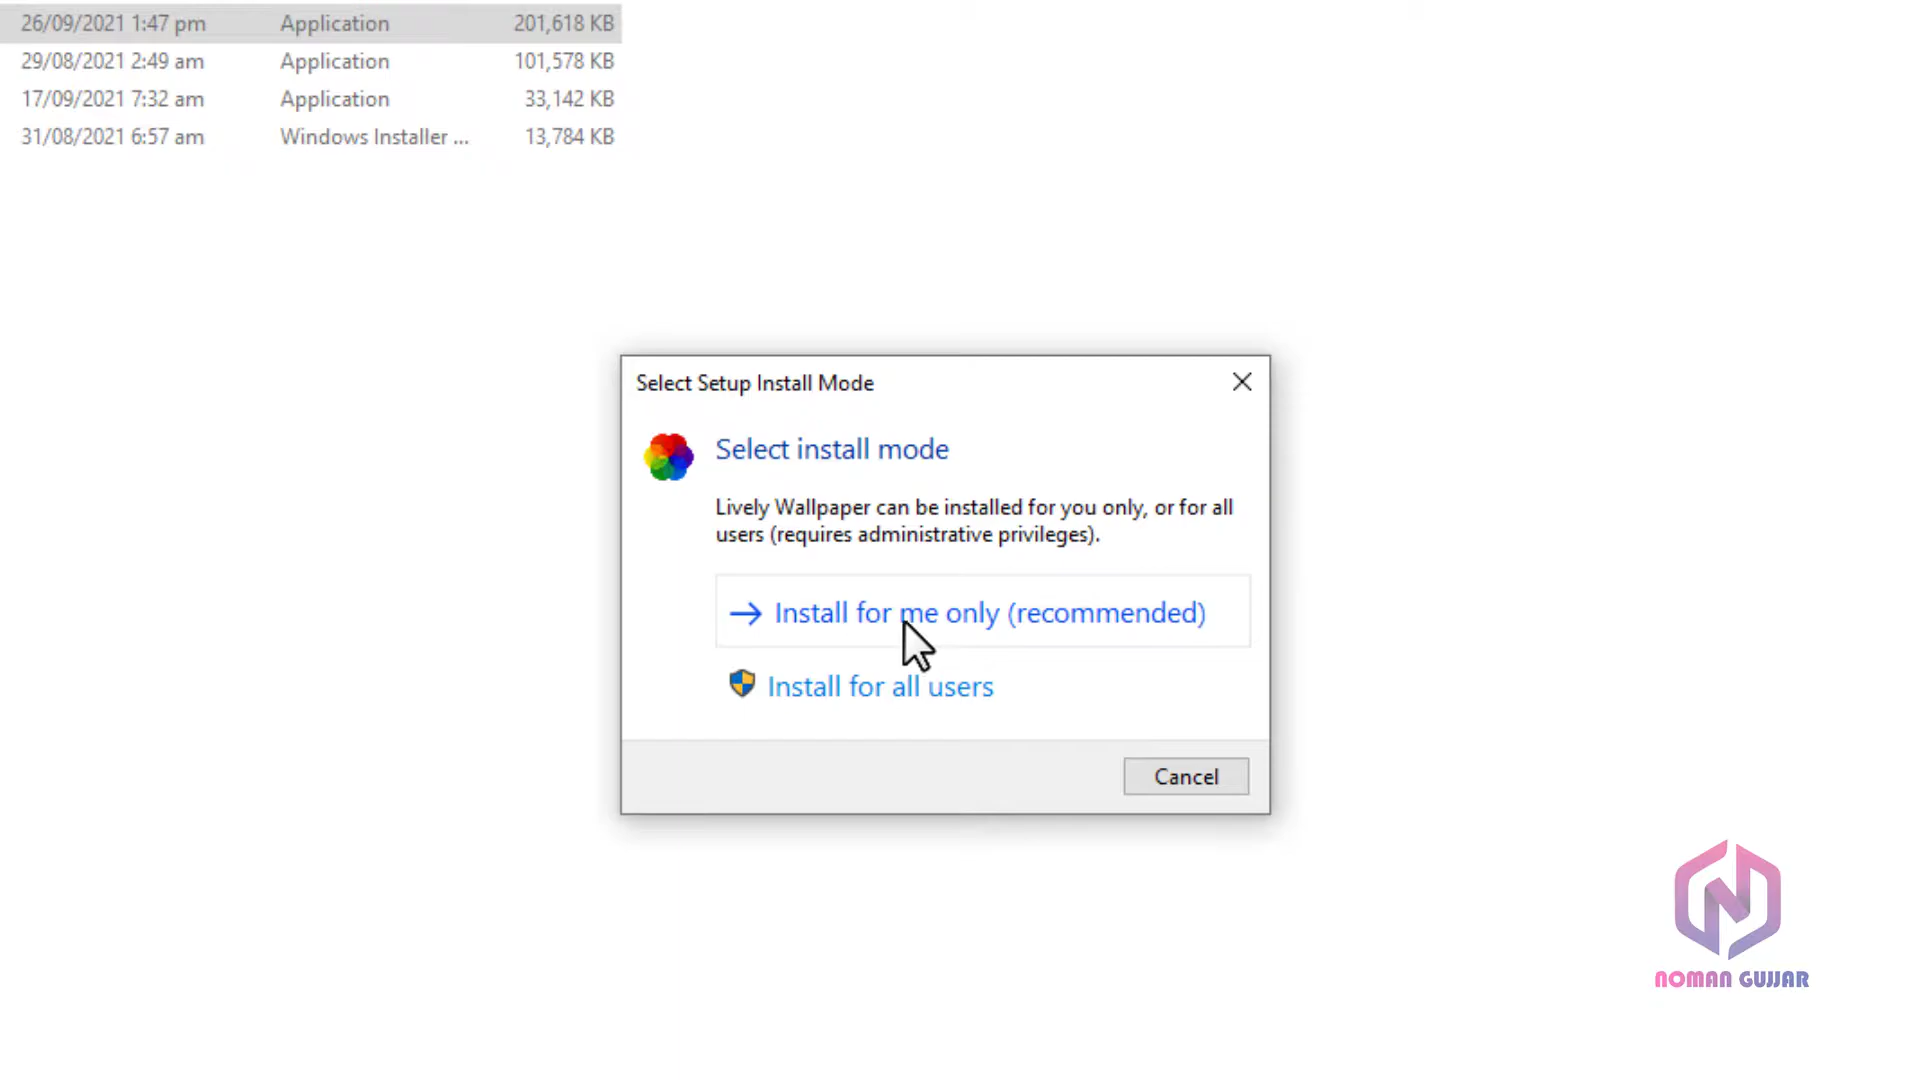 26/09/2021 1:47 pm Application 201,618 KB
29/08/2021 2:49 am Application 101,578 KB
17/09/2021 7:32 am Application 33,142 KB
31/08/2021 6:57 am Windows Installer ... 13,784 KB
Select Setup Install Mode
Select install mode
Lively Wallpaper can be installed for you only, or for all
users (requires administrative privileges).
Install for me only (recommended)
Install for all users
Cancel
NOMAN GUJJAR